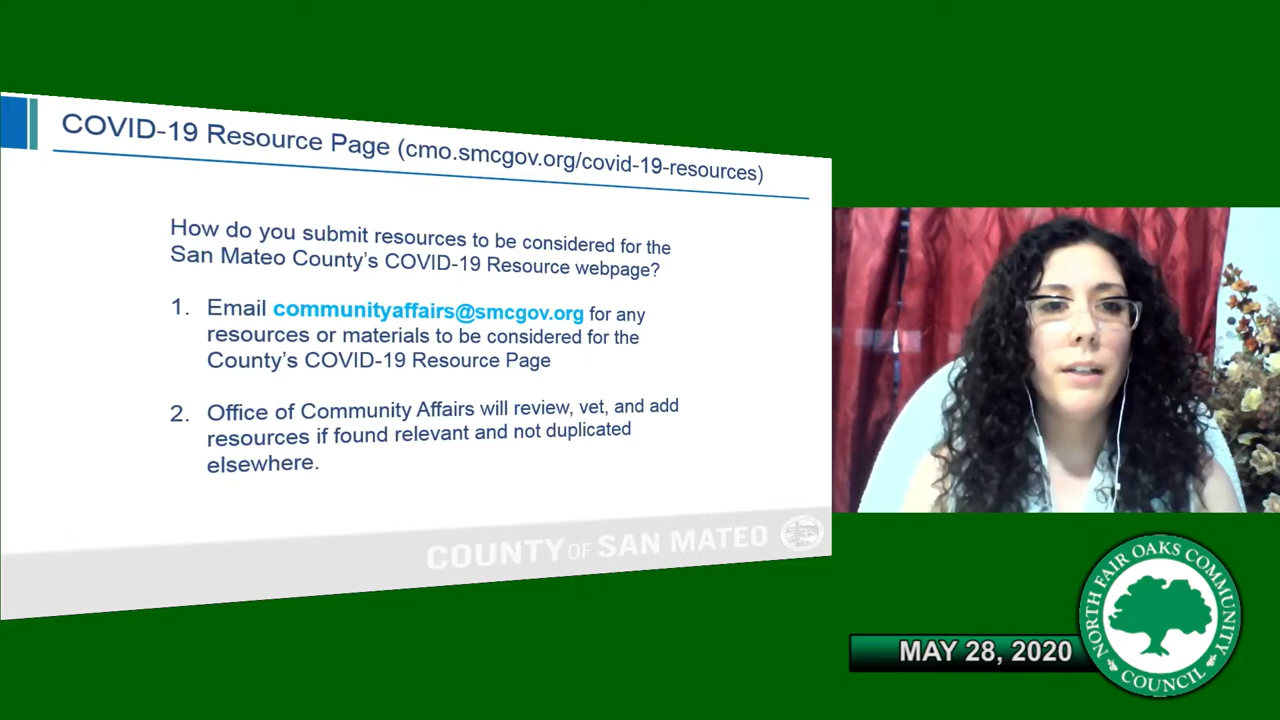 COVID-19 Resource Page (cmo.smcgov.org/covid-19-resources)
How do you submit resources to be considered for the
San Mateo County's COVID-19 Resource webpage?
1. Email communityaffairs@smcgov.org for any
resources or materials to be considered for the
County's COVID-19 Resource Page
2. Office of Community Affairs will review, vet, and add
resources if found relevant and not duplicated
elsewhere.
COUNTY OF SAN MATEO
NORTH FAIR OAKS COMMUNITY
COUNCIL
MAY 28, 2020